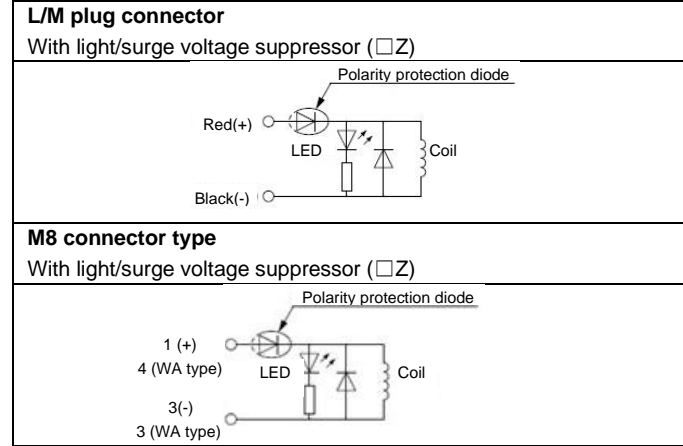 L/M plug connector
With light/surge voltage suppressor (□Z)
Polarity protection diode
Red(+)
LED
Coil
Black(-)
M8 connector type
With light/surge voltage suppressor (□Z)
Polarity protection diode
1 (+)
4 (WA type)
LED
Coil
3(-)
3 (WA type)